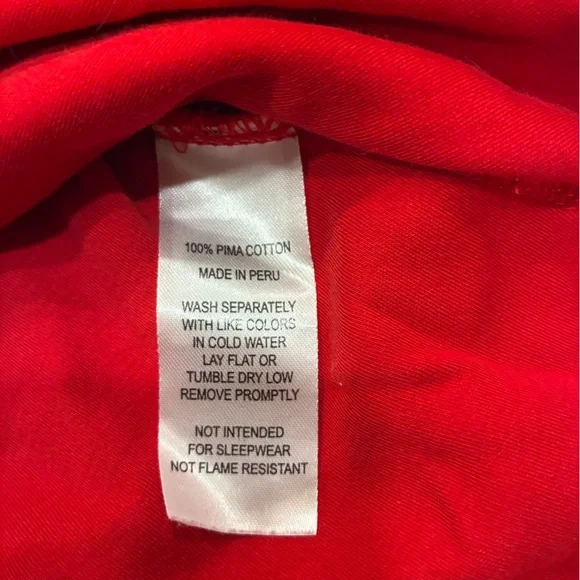 100% PIMA COTTON
MADE IN PERU
WASH SEPARATELY
WITH LIKE COLORS
IN COLD WATER
LAY FLAT OR
TUMBLE DRY LOW
REMOVE PROMPTLY
NOT INTENDED
FOR SLEEPWEAR
NOT FLAME RESISTANT